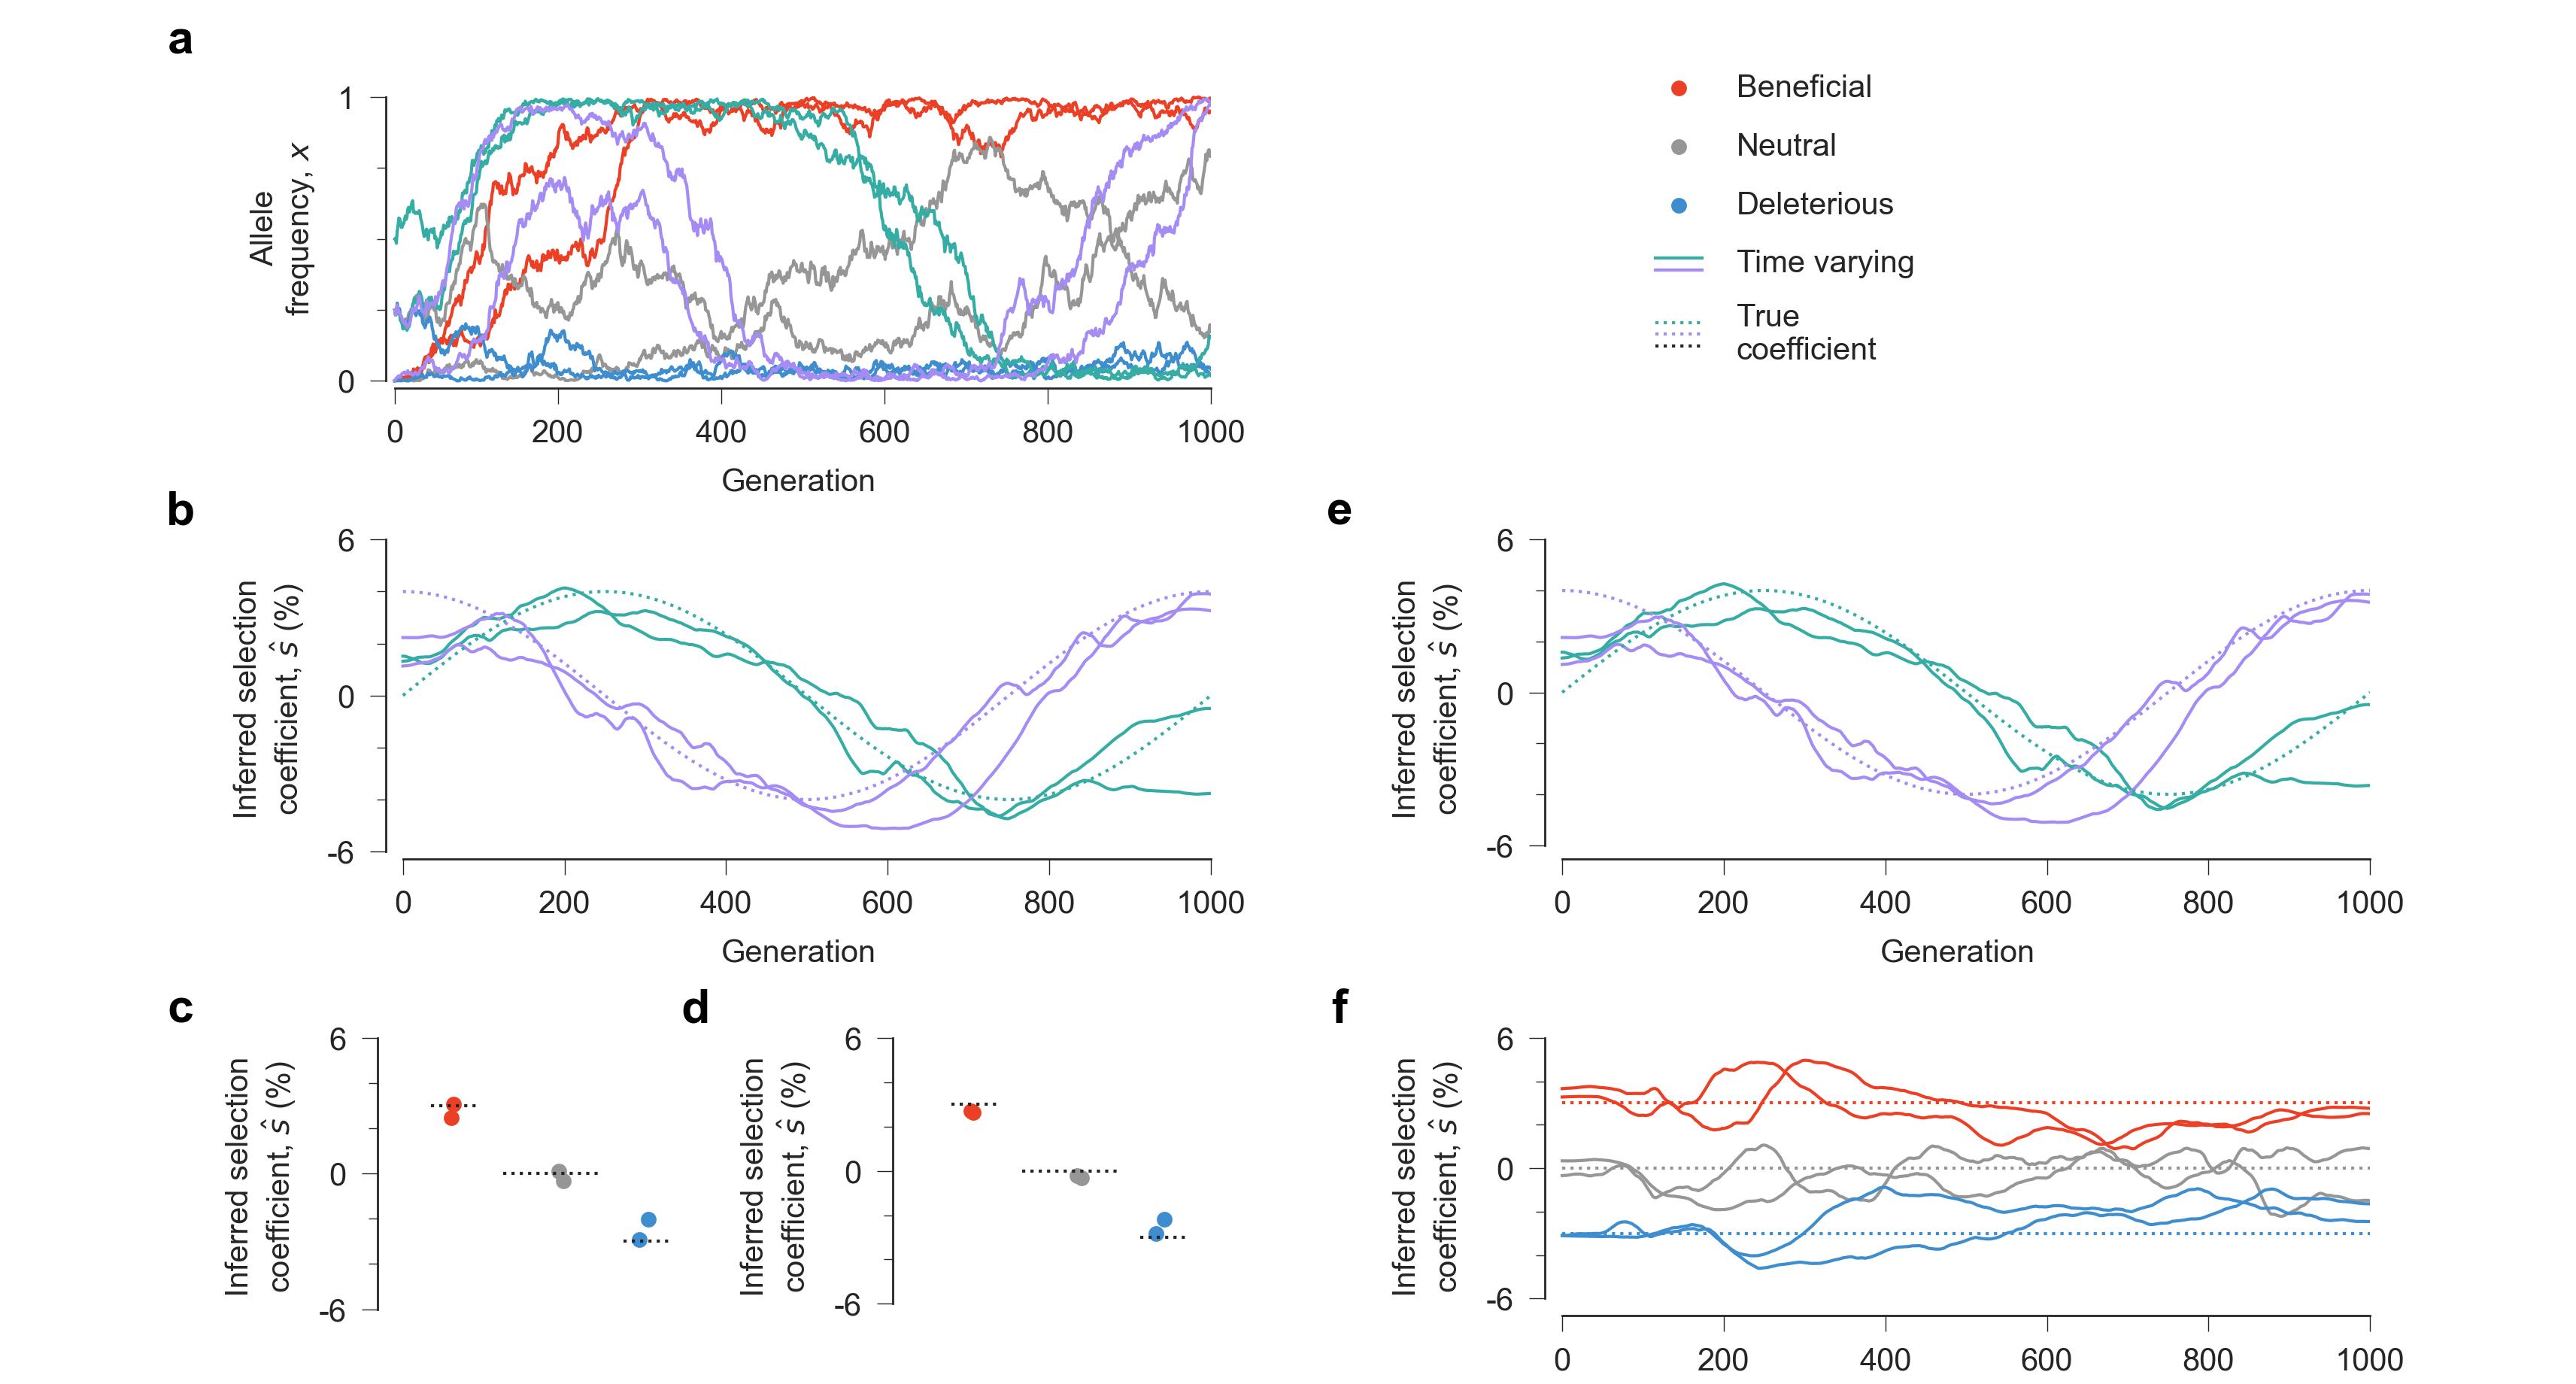 a
1
0
Allele
frequency, x
0 200 400 600 800 1000
Generation
Beneficial
Neutral
Deleterious
Time varying
True
coefficient
b
6
0
-6
Inferred selection
coefficient, ŝ (%)
0 200 400 600 800 1000
Generation
e
6
0
-6
Inferred selection
coefficient, ŝ (%)
0 200 400 600 800 1000
Generation
c
6
0
-6
Inferred selection
coefficient, ŝ (%)
d
6
0
-6
Inferred selection
coefficient, ŝ (%)
f
6
0
-6
Inferred selection
coefficient, ŝ (%)
0 200 400 600 800 1000